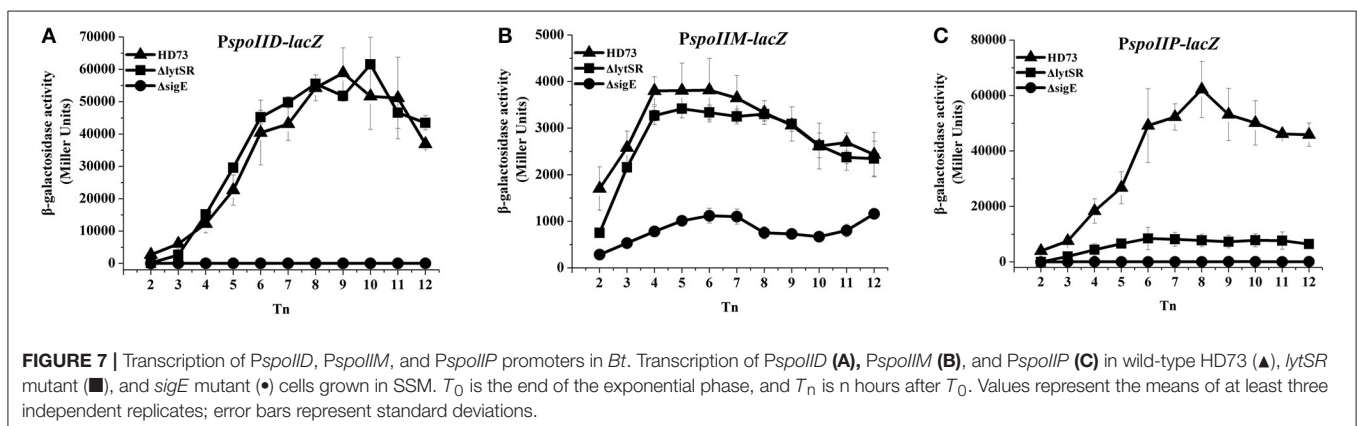 A
PspoIID-lacZ
HD73
ΔlytSR
ΔsigE
β-galactosidase activity
(Miller Units)
70000
60000
50000
40000
30000
20000
10000
0
2 3 4 5 6 7 8 9 10 11 12
Tn
B
PspoIIM-lacZ
HD73
ΔlytSR
ΔsigE
β-galactosidase activity
(Miller Units)
5000
4000
3000
2000
1000
0
2 3 4 5 6 7 8 9 10 11 12
Tn
C
PspoIIP-lacZ
HD73
ΔlytSR
ΔsigE
β-galactosidase activity
(Miller Units)
80000
60000
40000
20000
0
2 3 4 5 6 7 8 9 10 11 12
Tn
FIGURE 7 | Transcription of PspoIID, PspoIIM, and PspoIIP promoters in Bt. Transcription of PspoIID (A), PspoIIM (B), and PspoIIP (C) in wild-type HD73 (▲), lytSR
mutant (■), and sigE mutant (•) cells grown in SSM. T0 is the end of the exponential phase, and Tn is n hours after T0. Values represent the means of at least three
independent replicates; error bars represent standard deviations.